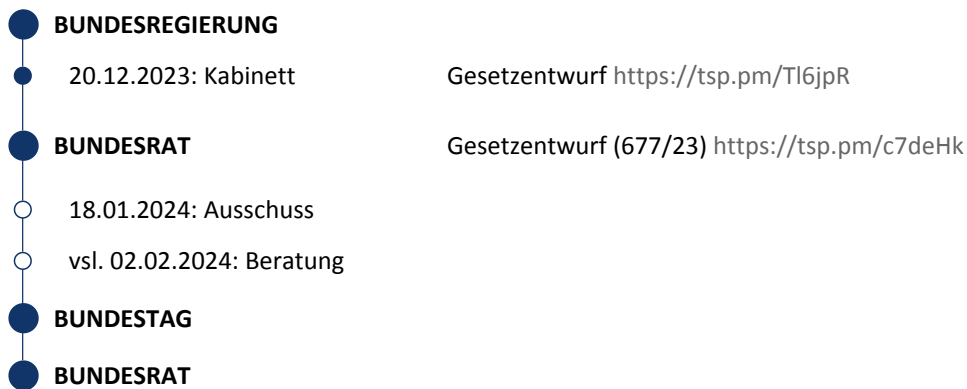 BUNDESREGIERUNG
20.12.2023: Kabinett Gesetzentwurf https://tsp.pm/Tl6jpR
BUNDESRAT Gesetzentwurf (677/23) https://tsp.pm/c7deHk
18.01.2024: Ausschuss
vsl. 02.02.2024: Beratung
BUNDESTAG
BUNDESRAT